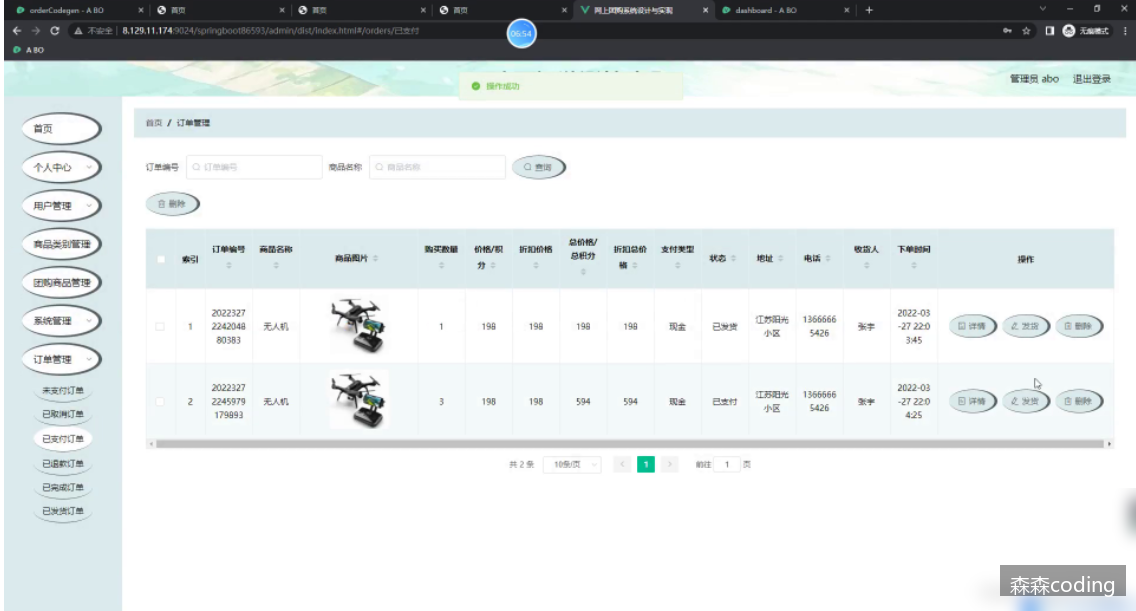 orderCodegen - A BO
首页
首页
首页
网上团购系统设计与实现
dashboard - A BO
不安全
8.129.11.174:9024/springboot86593/admin/dist/index.html#/orders/已支付
06:54
无痕模式
A BO
操作成功
管理员 abo
退出登录
首页
个人中心
用户管理
商品类别管理
团购商品管理
系统管理
订单管理
未支付订单
已取消订单
已支付订单
已退款订单
已完成订单
已发货订单
首页 / 订单管理
订单编号 订单编号 商品名称 商品名称 查询
删除
索引 订单编号 商品名称 商品图片 购买数量 价格/积分 折扣价格 总价格/总积分 折扣总价格 支付类型 状态 地址 电话 收货人 下单时间 操作
1 2022327224204880383 无人机 1 198 198 198 198 现金 已发货 江苏阳光小区 13666665426 张宇 2022-03-27 22:03:45 详情 发货 删除
2 20223272245979179893 无人机 3 198 198 594 594 现金 已支付 江苏阳光小区 13666665426 张宇 2022-03-27 22:04:25 详情 发货 删除
共 2 条 10条/页 1 前往 1 页
森森coding